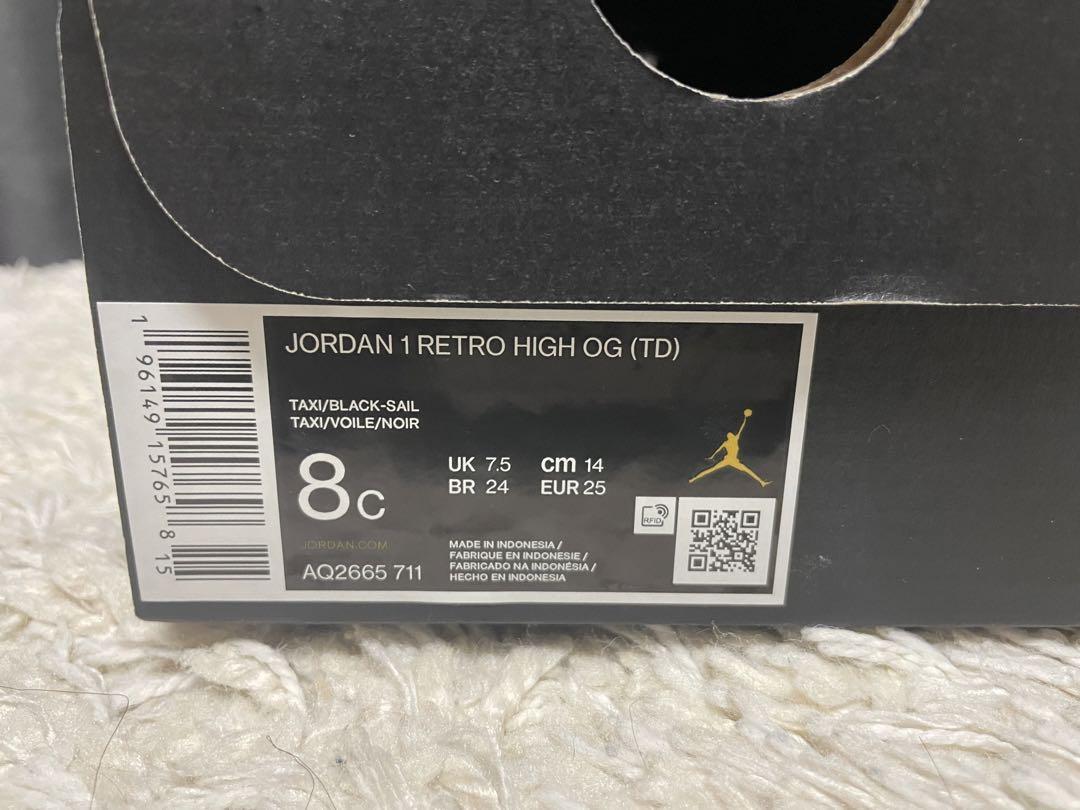 JORDAN 1 RETRO HIGH OG (TD)
TAXI/BLACK-SAIL
TAXI/VOILE/NOIR
8C
UK 7.5 cm 14
BR 24 EUR 25
RFID
JORDAN.COM
AQ2665 711
MADE IN INDONESIA /
FABRIQUE EN INDONESIE /
FABRICADO NA INDONÉSIA /
HECHO EN INDONESIA
1 96149 15765 8 15